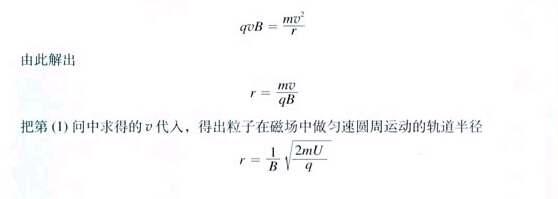 qvB = mv²/r
由此解出
r = mv/qB
把第 (1) 问中求得的 v 代入，得出粒子在磁场中做匀速圆周运动的轨道半径
r = 1/B √(2mU/q)